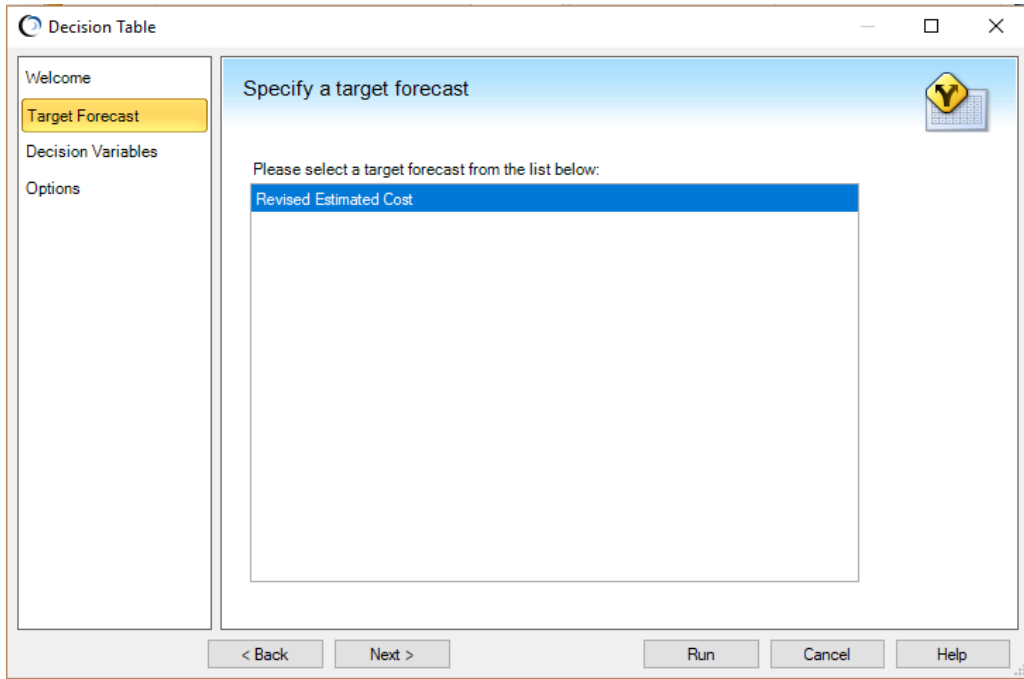 Decision Table
Welcome
Target Forecast
Decision Variables
Options
Specify a target forecast
Please select a target forecast from the list below:
Revised Estimated Cost
< Back
Next >
Run
Cancel
Help